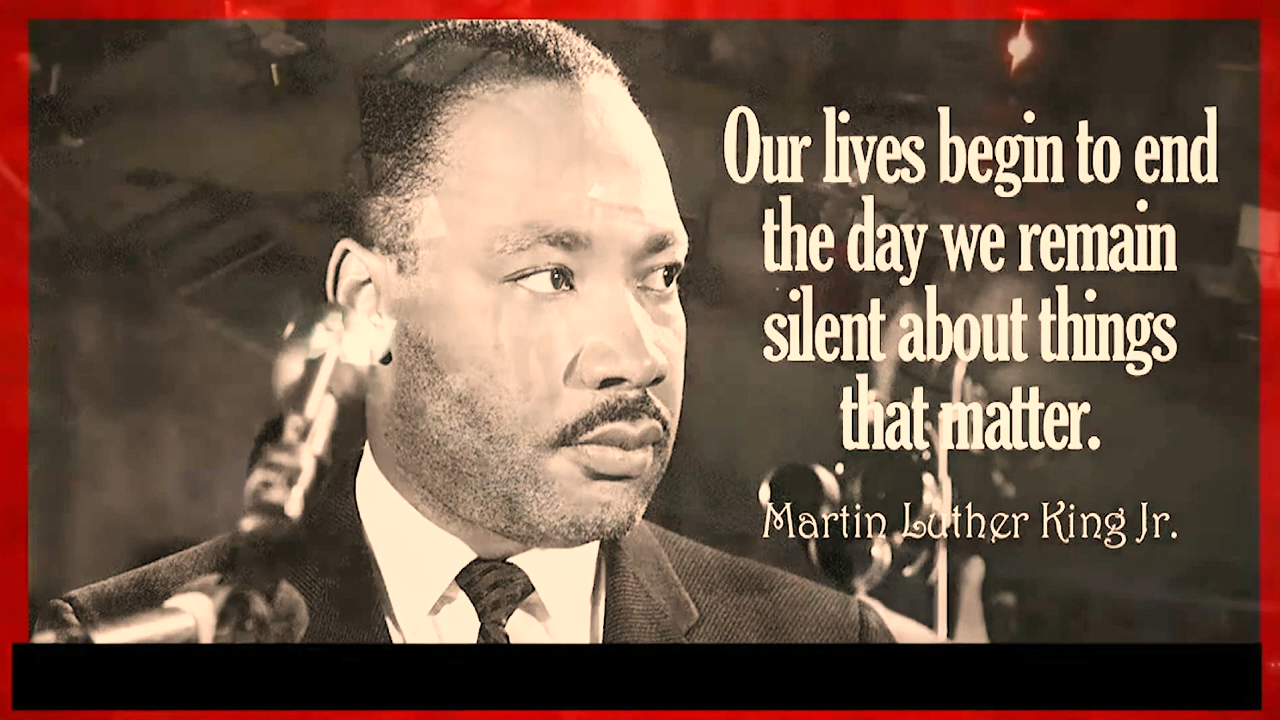 Our lives begin to end
the day we remain
silent about things
that matter.
Martin Luther King Jr.